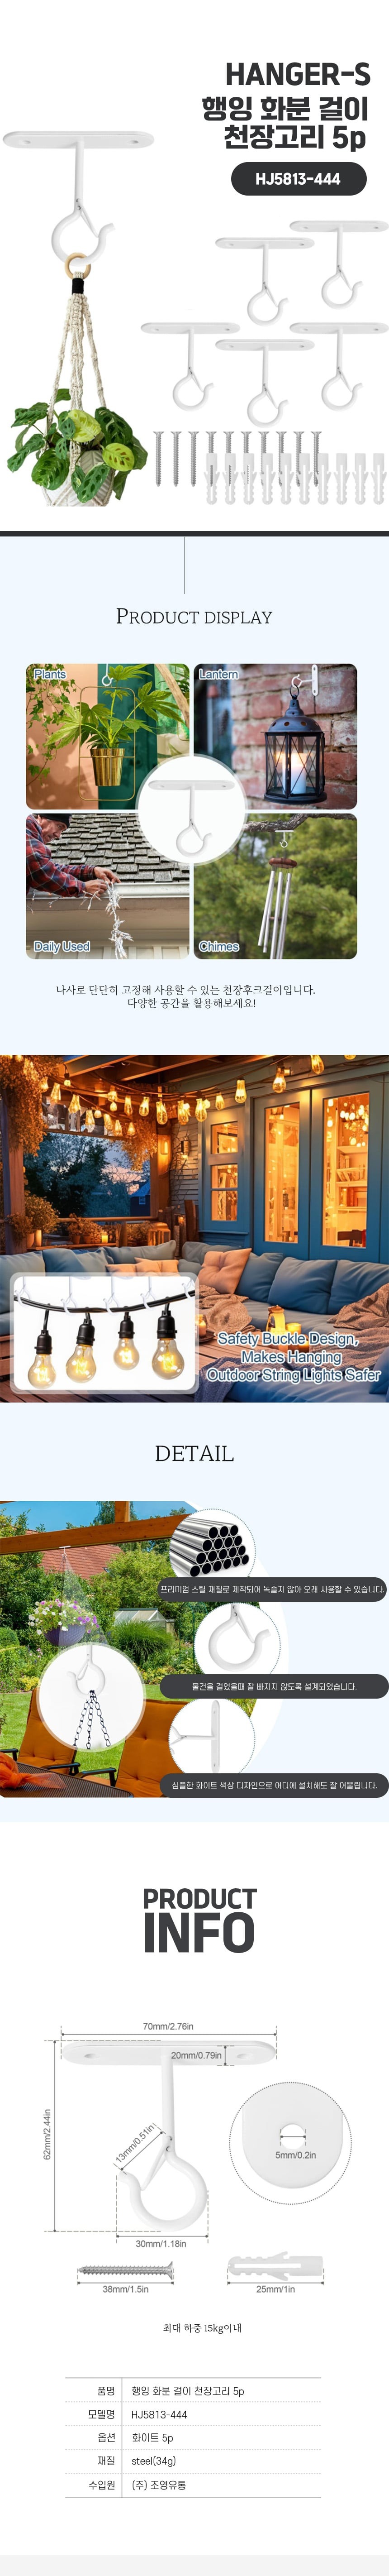 HANGER-S
행잉 화분 걸이
천장고리 5p
HJ5813-444
PRODUCT DISPLAY
Plants
Lantern
Daily Used
Chimes
나사로 단단히 고정해 사용할 수 있는 천장후크걸이입니다.
다양한 공간을 활용해보세요!
Safety Buckle Design,
Makes Hanging
Outdoor String Lights Safer
DETAIL
프리미엄 스틸 재질로 제작되어 녹슬지 않아 오래 사용할 수 있습니다.
물건을 걸었을때 잘 빠지지 않도록 설계되었습니다.
심플한 화이트 색상 디자인으로 어디에 설치해도 잘 어울립니다.
PRODUCT
INFO
70mm/2.76in
20mm/0.79in
62mm/2.44in
13mm/0.51in
5mm/0.2in
30mm/1.18in
38mm/1.5in
25mm/1in
최대 하중 15kg이내
품명 행잉 화분 걸이 천장고리 5p
모델명 HJ5813-444
옵션 화이트 5p
재질 steel(34g)
수입원 (주) 조영유통